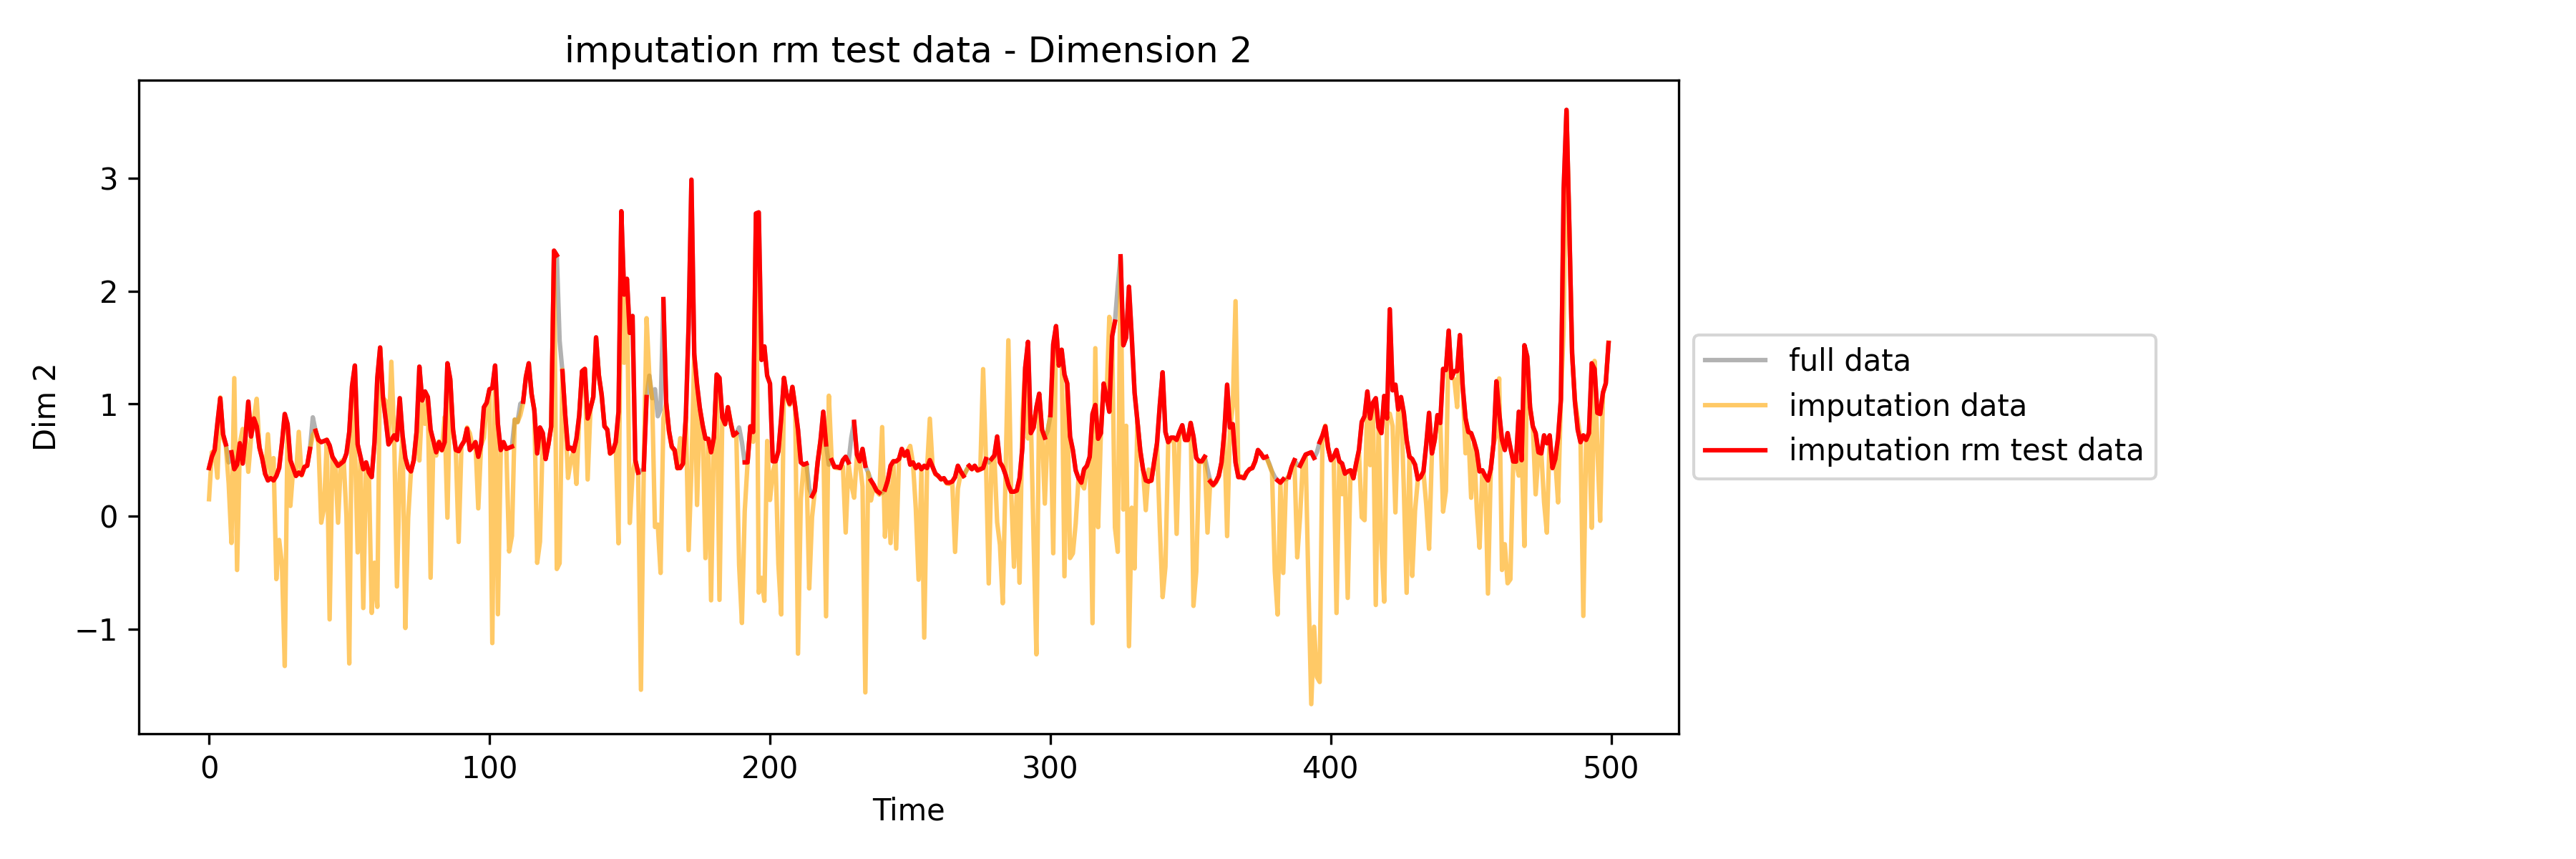 imputation rm test data - Dimension 2
Dim 2
3
2
1
0
−1
0 100 200 300 400 500
Time
full data
imputation data
imputation rm test data